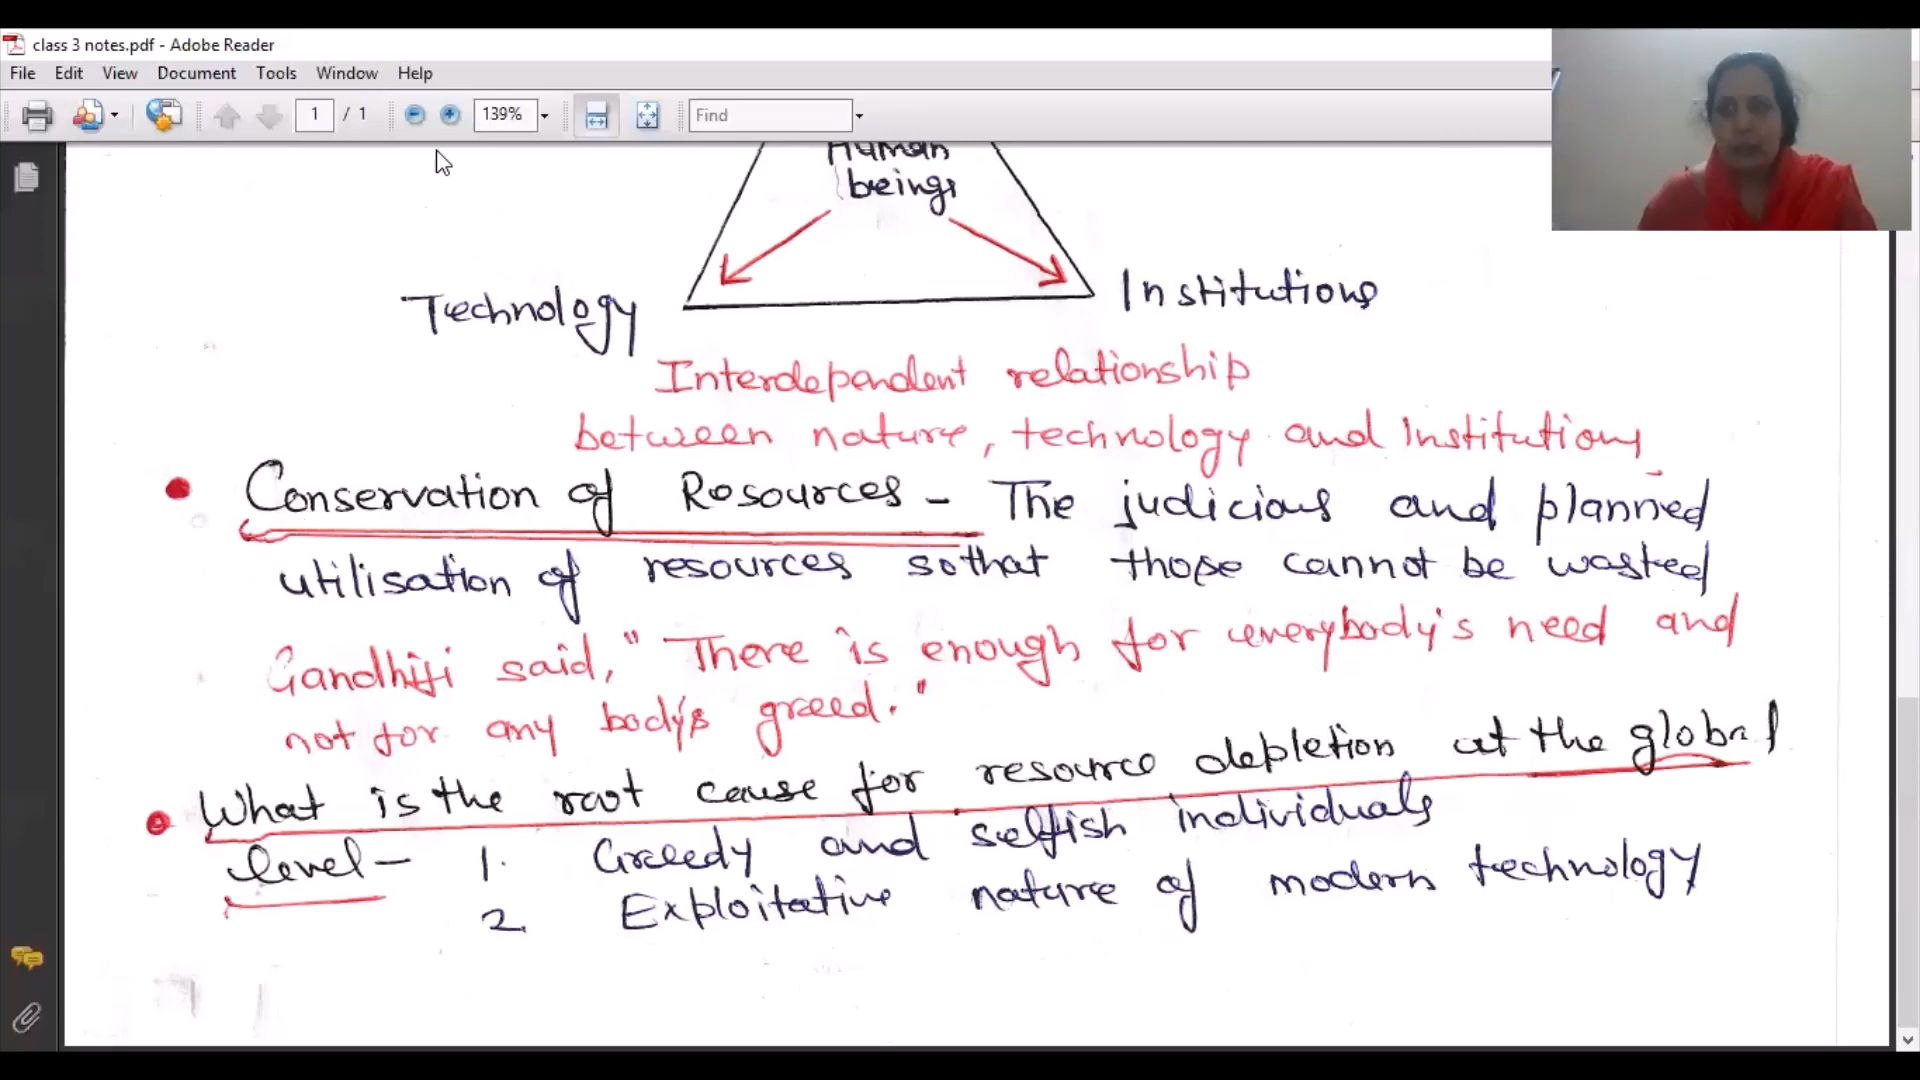 class 3 notes.pdf - Adobe Reader
File Edit View Document Tools Window Help
1 / 1 139% Find
Human
beings
Technology
Institutions
Interdependent relationship
between nature, technology and Institutions
Conservation of Resources - The judicious and planned
utilisation of resources sothat those cannot be wasted
Gandhiji said, "There is enough for everybody's need and
not for any body's greed."
What is the root cause for resource depletion at the global
level - 1. Greedy and selfish individuals
2. Exploitative nature of modern technology